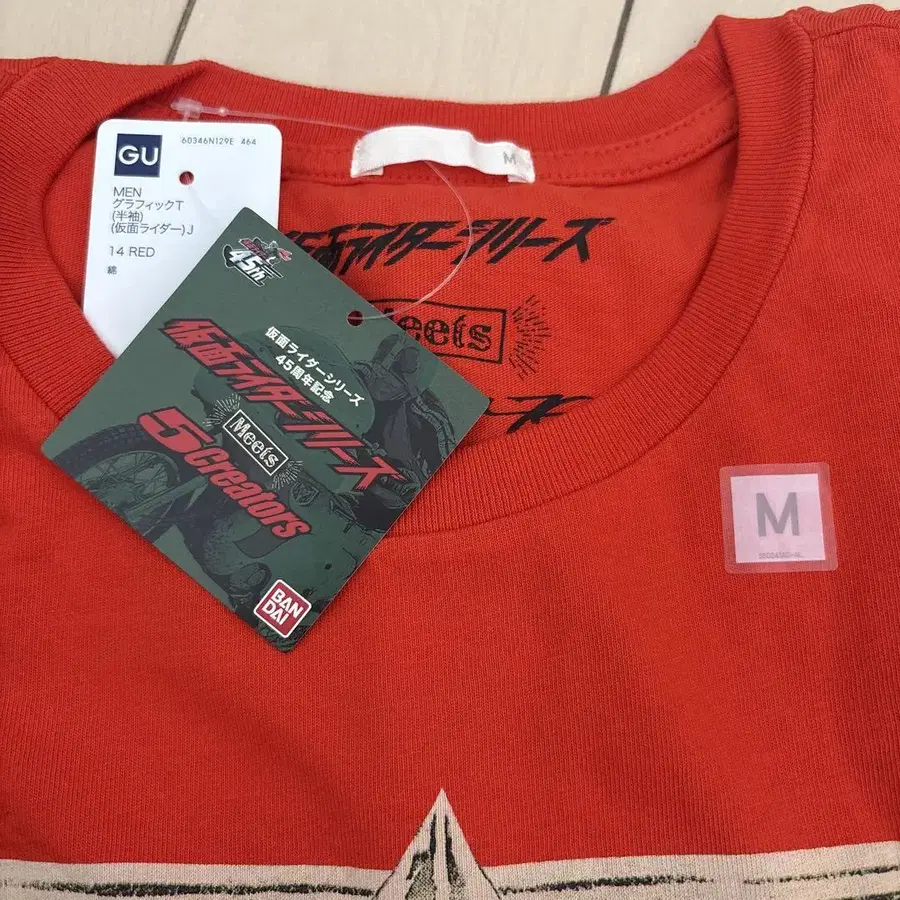 GU
60346N129E 464
MEN
グラフィックT
(半袖)
(仮面ライダー)J
14 RED
綿
M
仮面ライダーシリーズ
Meets
45th
仮面ライダーシリーズ
45周年記念
仮面ライダーシリーズ
Meets
5 Creators
BAN
DAI
M